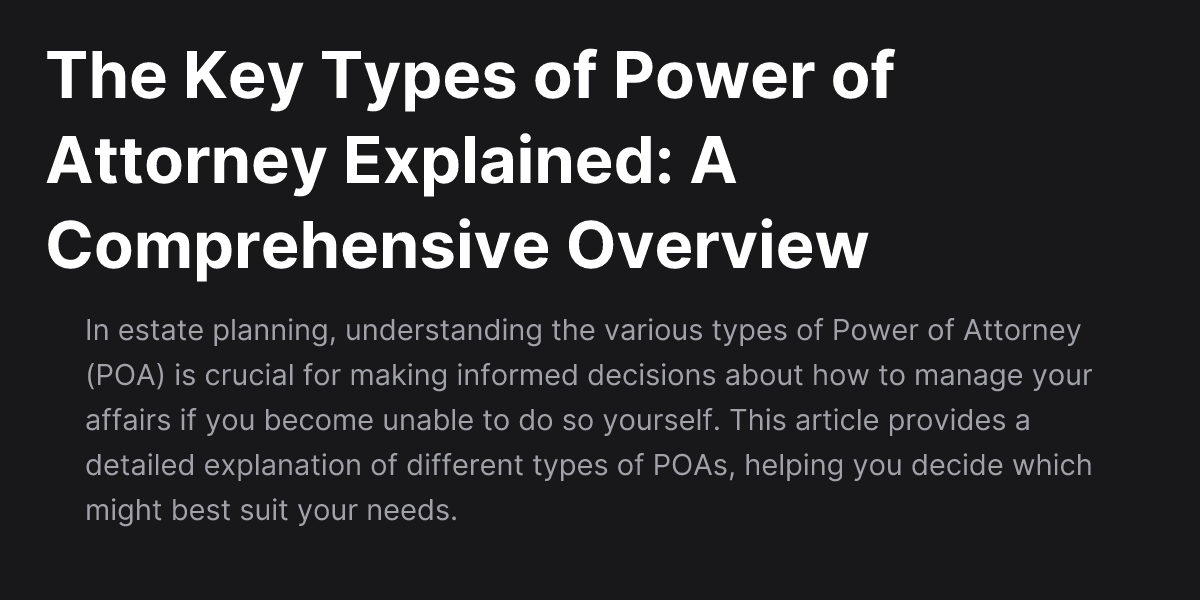 The Key Types of Power of
Attorney Explained: A
Comprehensive Overview
In estate planning, understanding the various types of Power of Attorney
(POA) is crucial for making informed decisions about how to manage your
affairs if you become unable to do so yourself. This article provides a
detailed explanation of different types of POAs, helping you decide which
might best suit your needs.